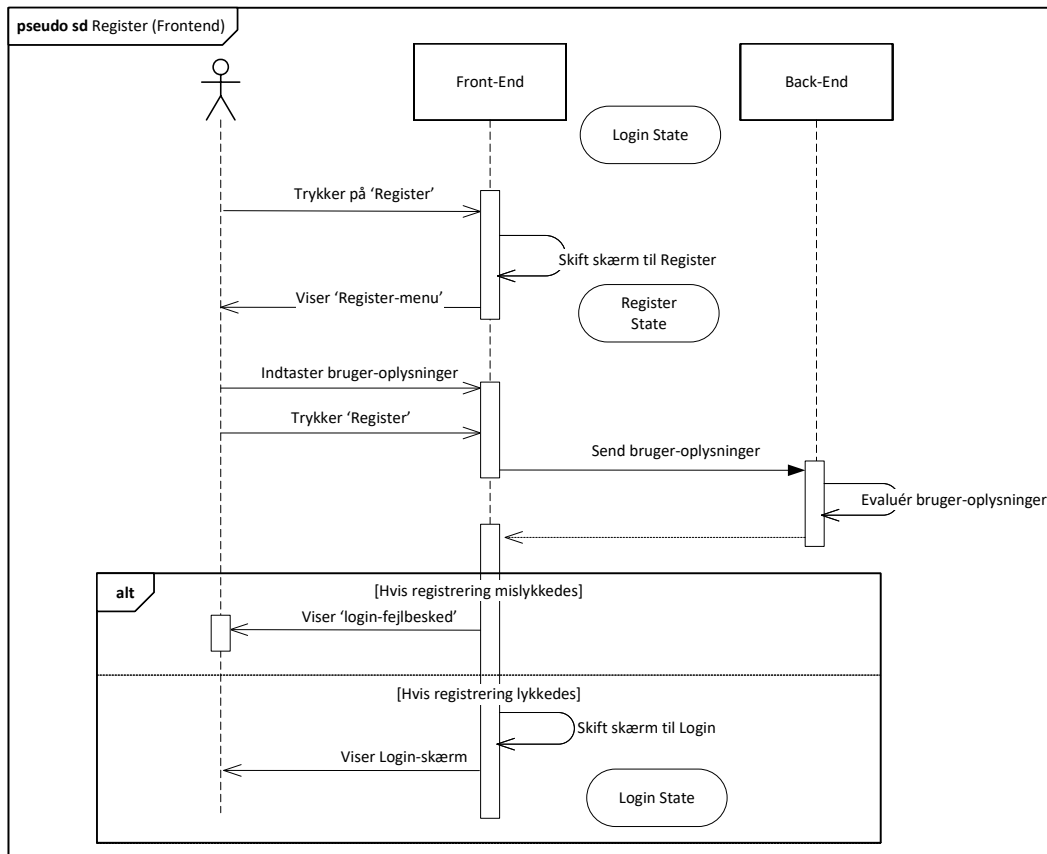 pseudo sd Register (Frontend)
Front-End
Back-End
Login State
Trykker på ‘Register’
Skift skærm til Register
Viser ‘Register-menu’
Register
State
Indtaster bruger-oplysninger
Trykker ‘Register’
Send bruger-oplysninger
Evaluér bruger-oplysninger
alt
[Hvis registrering mislykkedes]
Viser ‘login-fejlbesked’
[Hvis registrering lykkedes]
Skift skærm til Login
Viser Login-skærm
Login State